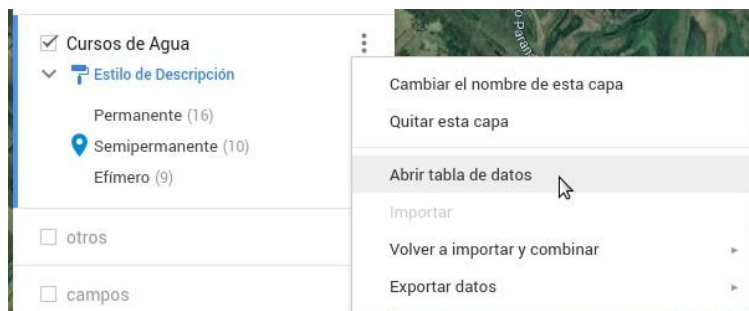 Cursos de Agua
Estilo de Descripción
Permanente (16)
Semipermanente (10)
Efímero (9)
otros
campos
o Paraná
Cambiar el nombre de esta capa
Quitar esta capa
Abrir tabla de datos
Importar
Volver a importar y combinar
Exportar datos